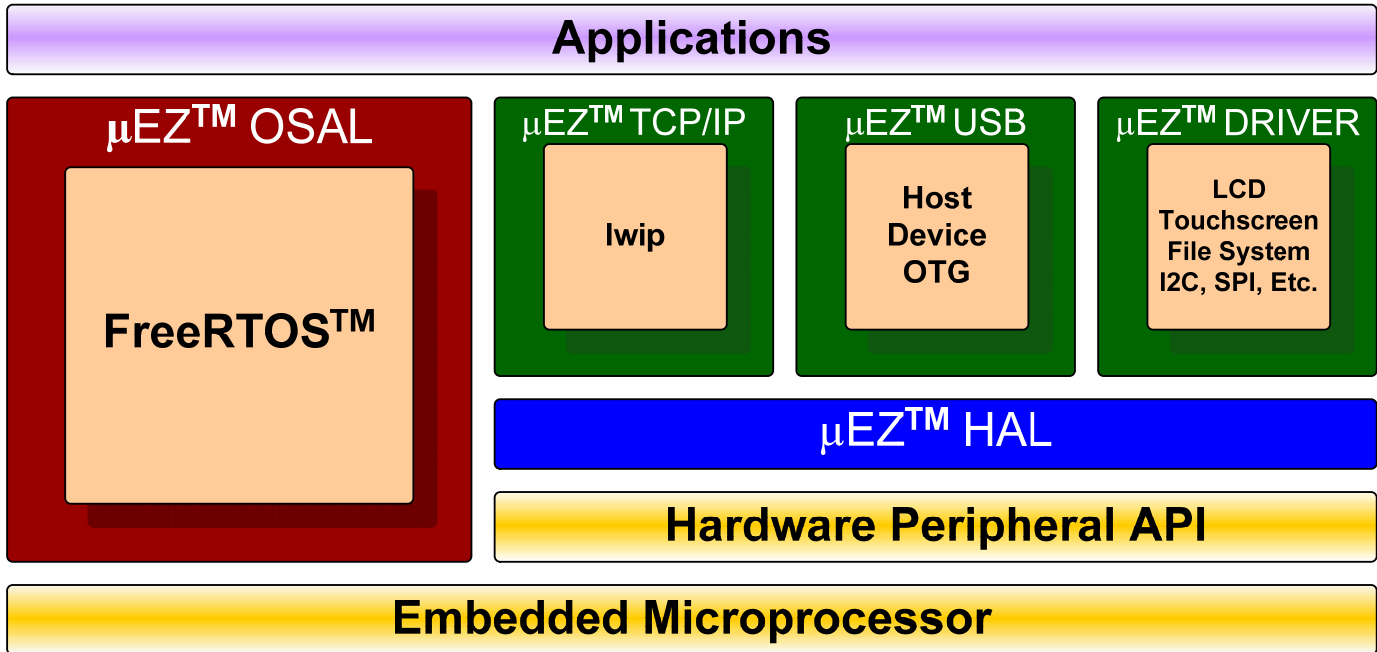 Applications
μEZ™ OSAL
FreeRTOS™
μEZ™ TCP/IP
lwip
μEZ™ USB
Host
Device
OTG
μEZ™ DRIVER
LCD
Touchscreen
File System
I2C, SPI, Etc.
μEZ™ HAL
Hardware Peripheral API
Embedded Microprocessor